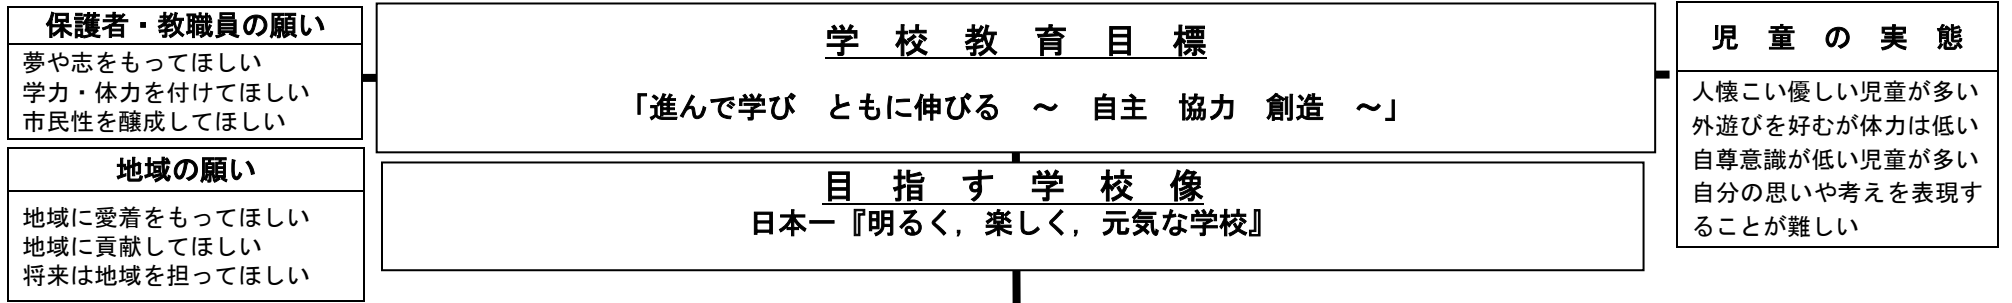 保護者・教職員の願い
夢や志をもってほしい
学力・体力を付けてほしい
市民性を醸成してほしい
地域の願い
地域に愛着をもってほしい
地域に貢献してほしい
将来は地域を担ってほしい
学　校　教　育　目　標
「進んで学び　ともに伸びる　～　自主　協力　創造　～」
目　指　す　学　校　像
日本一『明るく，楽しく，元気な学校』
児　童　の　実　態
人懐こい優しい児童が多い
外遊びを好むが体力は低い
自尊意識が低い児童が多い
自分の思いや考えを表現す
ることが難しい